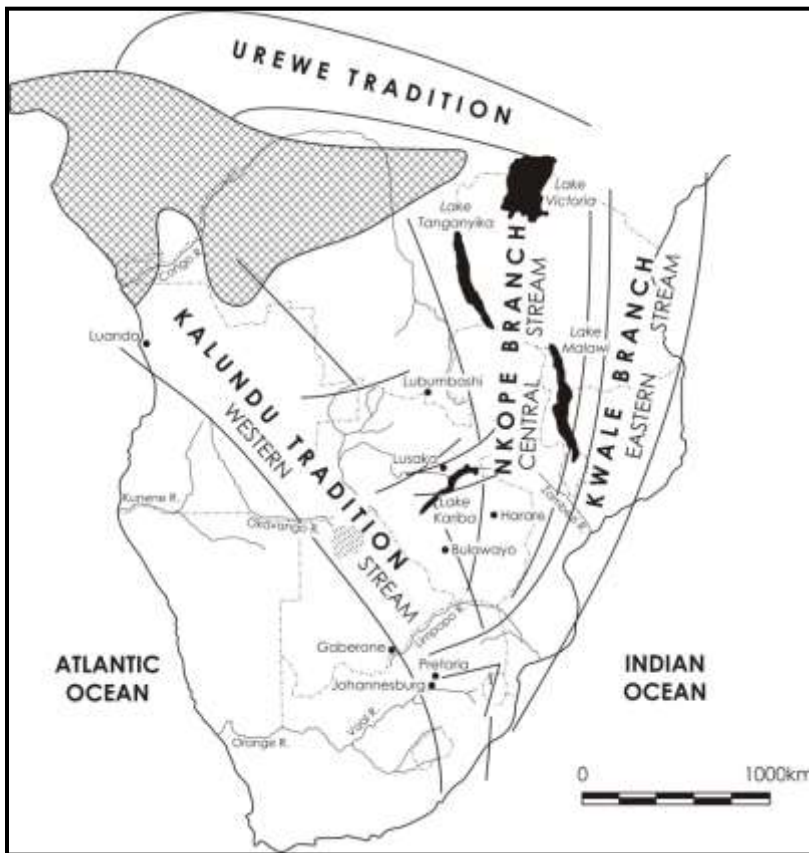 UREWE TRADITION
Lake
Victoria
Lake
Tanganyika
Congo R.
NKOPE BRANCH
CENTRAL STREAM
KWALE BRANCH
EASTERN STREAM
Luanda
KALUNDU TRADITION
WESTERN STREAM
Lake
Malawi
Lubumbashi
Lusaka
Lake
Kariba
Zambezi R.
Kunene R.
Okavango R.
Harare
Bulawayo
Limpopo R.
Gaberone
Pretoria
Johannesburg
ATLANTIC
OCEAN
INDIAN
OCEAN
Vaal R.
Orange R.
0 1000km